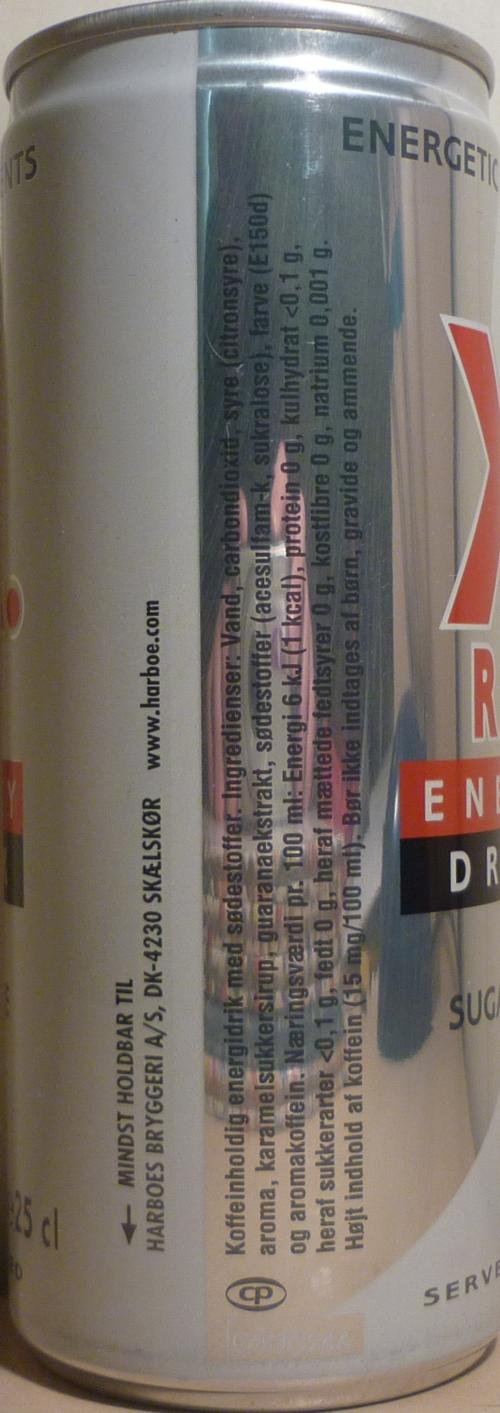 NTS
ENERGETIC
← MINDST HOLDBAR TIL
HARBOES BRYGGERI A/S, DK-4230 SKÆLSKØR www.harboe.com
Koffeinholdig energidrik med sødestoffer. Ingredienser: Vand, carbondioxid, syre (citronsyre),
aroma, karamelsukkersirup, guaranaekstrakt, sødestoffer (acesulfam-k, sukralose), farve (E150d)
og aromakoffein. Næringsværdi pr. 100 ml: Energi 6 kJ (1 kcal), protein 0 g, kulhydrat <0,1 g,
heraf sukkerarter <0,1 g, fedt 0 g, heraf mættede fedtsyrer 0 g, kostfibre 0 g, natrium 0,001 g.
Højt indhold af koffein (15 mg/100 ml). Bør ikke indtages af børn, gravide og ammende.
R
ENE
DR
SUGA
SERVE
Y
25 cl